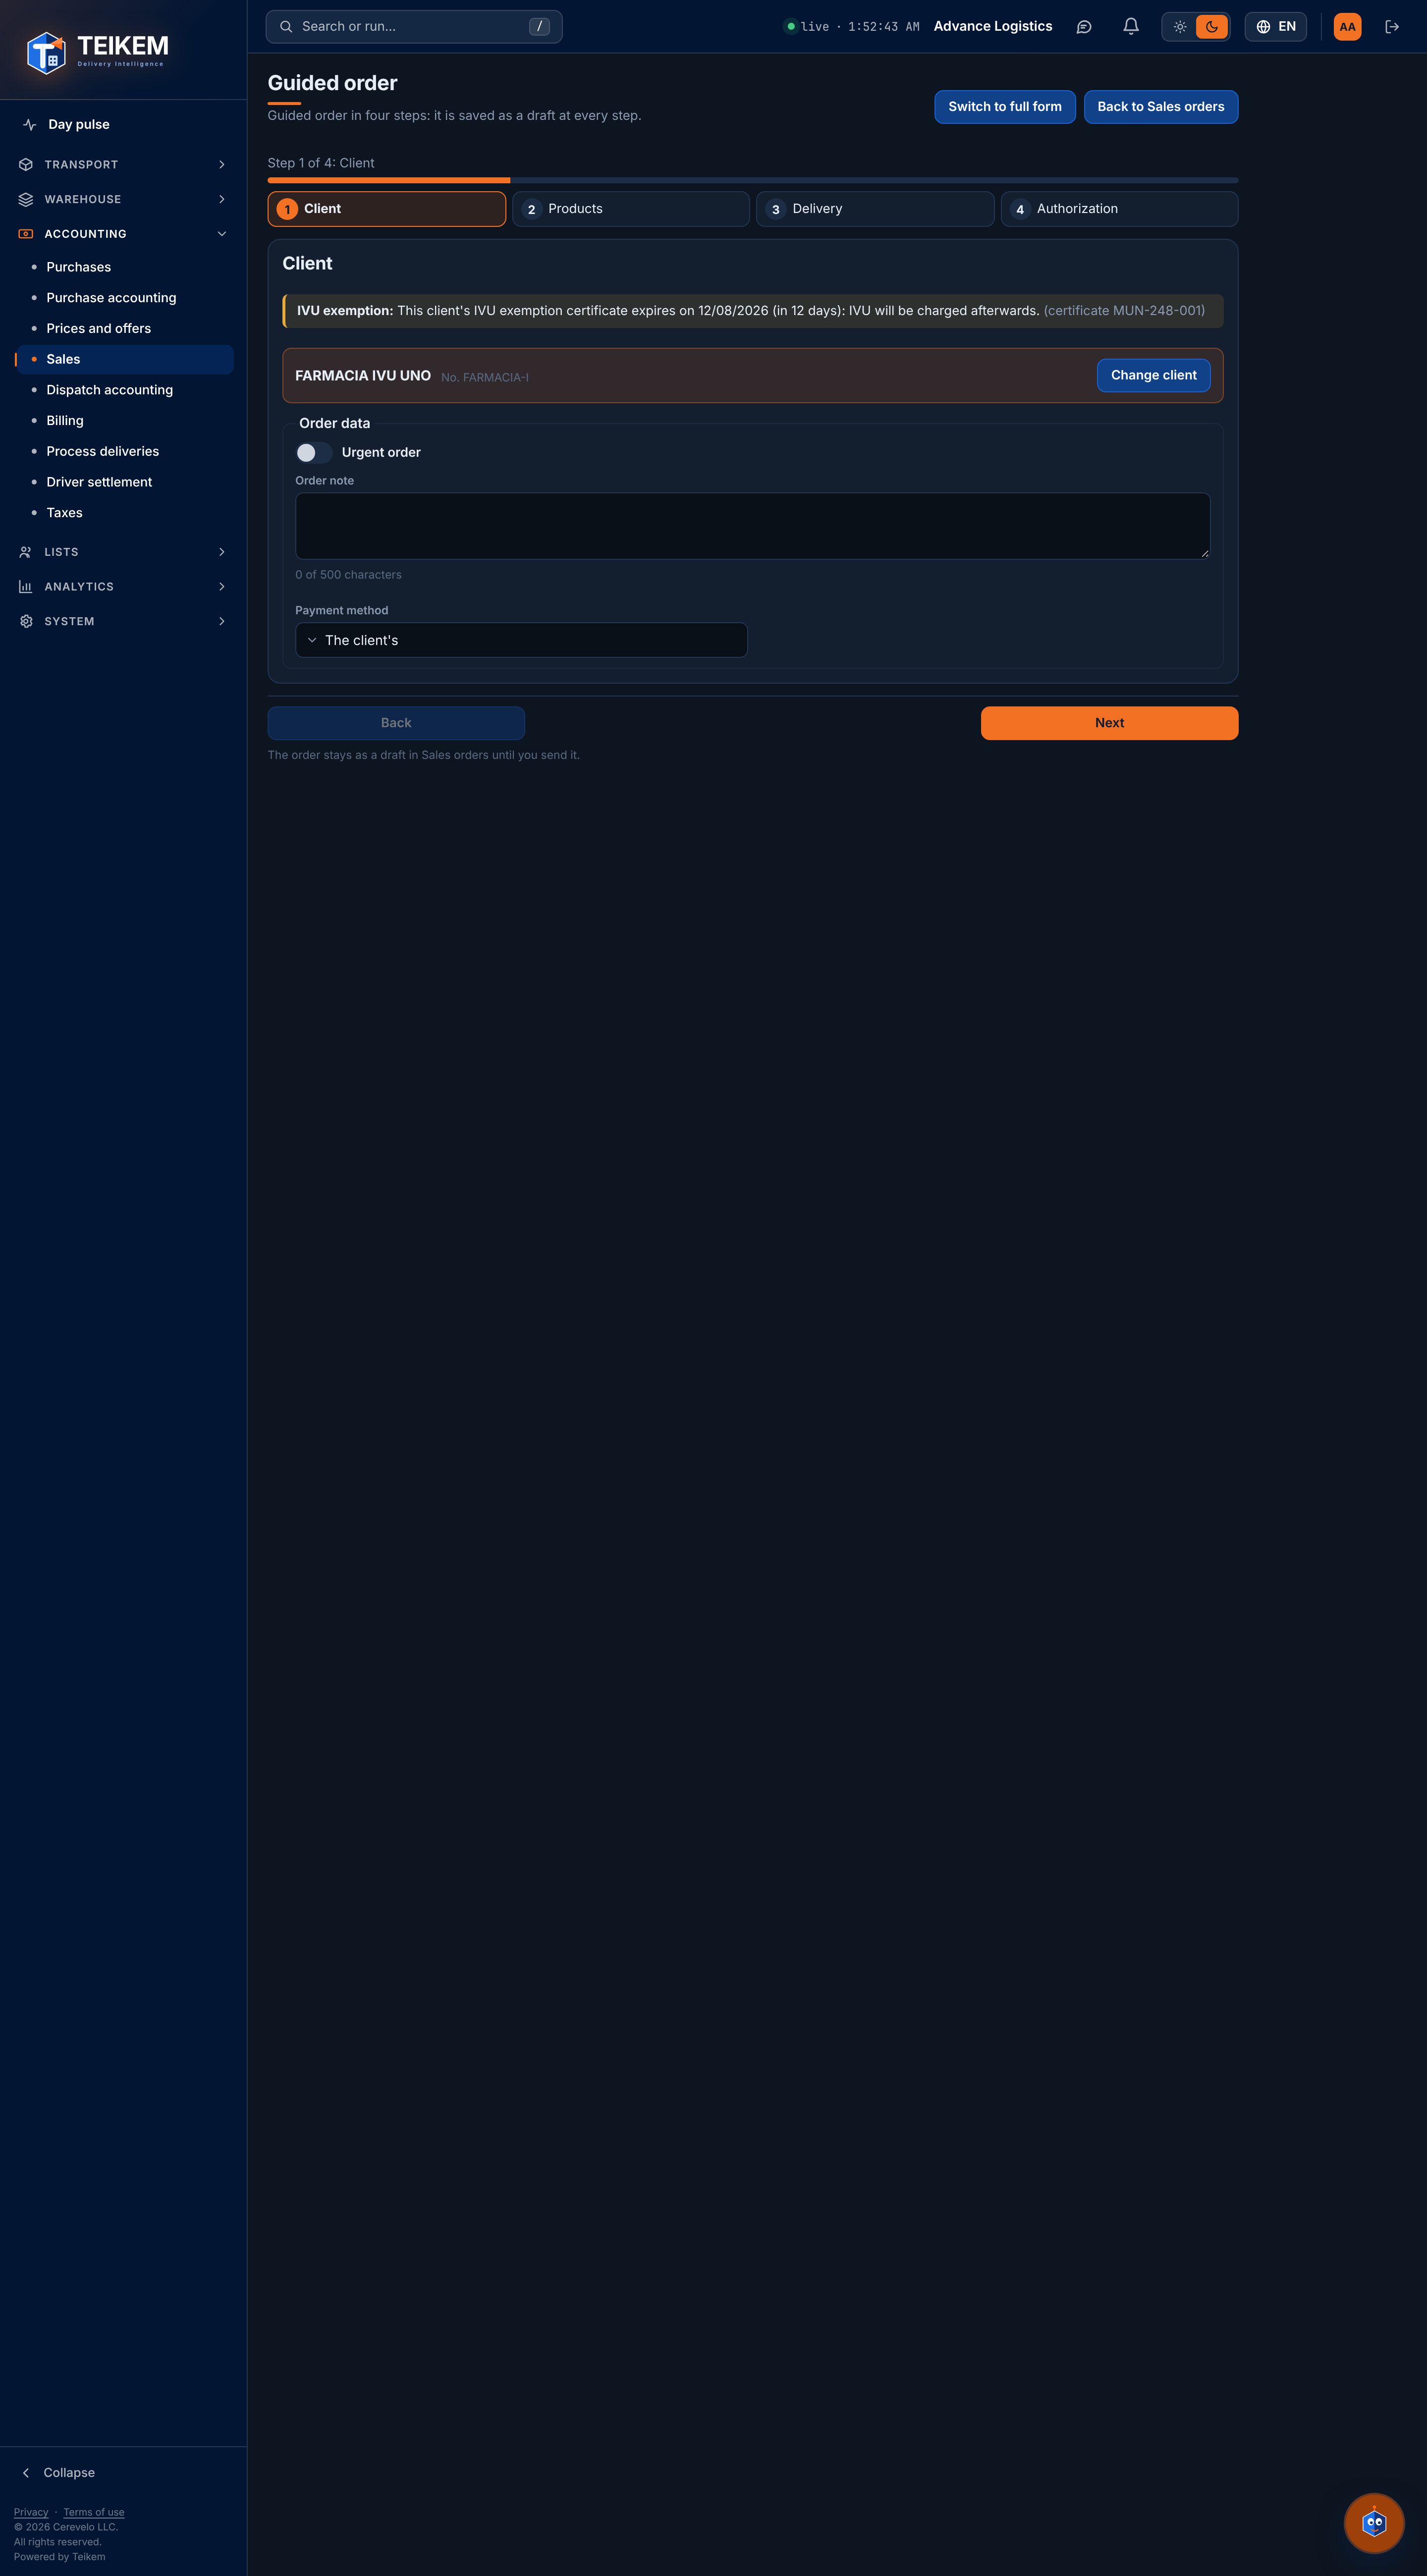 TEIKEM
Delivery Intelligence
Search or run...
/
live · 1:52:43 AM
Advance Logistics
EN
AA
Day pulse
TRANSPORT
WAREHOUSE
ACCOUNTING
Purchases
Purchase accounting
Prices and offers
Sales
Dispatch accounting
Billing
Process deliveries
Driver settlement
Taxes
LISTS
ANALYTICS
SYSTEM
Guided order
Guided order in four steps: it is saved as a draft at every step.
Switch to full form
Back to Sales orders
Step 1 of 4: Client
1 Client
2 Products
3 Delivery
4 Authorization
Client
IVU exemption: This client's IVU exemption certificate expires on 12/08/2026 (in 12 days): IVU will be charged afterwards. (certificate MUN-248-001)
FARMACIA IVU UNO No. FARMACIA-I
Change client
Order data
Urgent order
Order note
0 of 500 characters
Payment method
The client's
Back
Next
The order stays as a draft in Sales orders until you send it.
Collapse
Privacy · Terms of use
© 2026 Cerevelo LLC.
All rights reserved.
Powered by Teikem